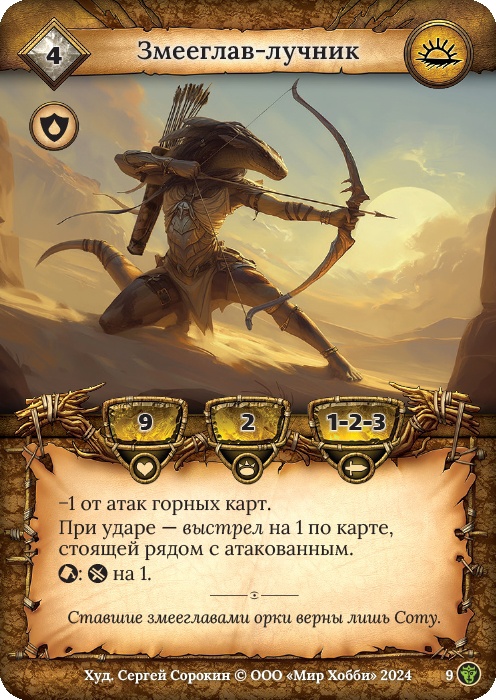 4
Змееглав-лучник
9
2
1-2-3
−1 от атак горных карт.
При ударе — выстрел на 1 по карте,
стоящей рядом с атакованным.
: на 1.
Ставшие змееглавами орки верны лишь Соту.
Худ. Сергей Сорокин © ООО «Мир Хобби» 2024
9